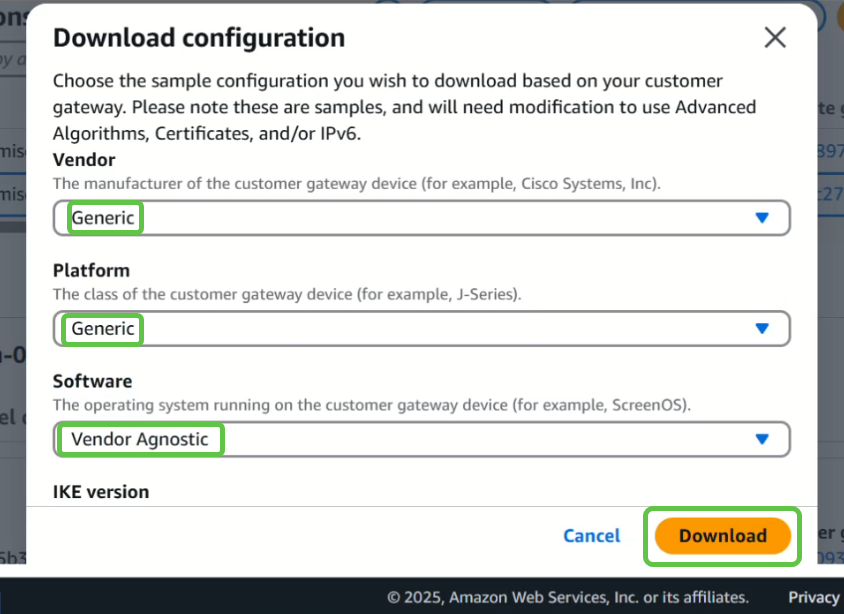 Download configuration
Choose the sample configuration you wish to download based on your customer
gateway. Please note these are samples, and will need modification to use Advanced
Algorithms, Certificates, and/or IPv6.
Vendor
The manufacturer of the customer gateway device (for example, Cisco Systems, Inc).
Generic
Platform
The class of the customer gateway device (for example, J-Series).
Generic
Software
The operating system running on the customer gateway device (for example, ScreenOS).
Vendor Agnostic
IKE version
Cancel Download
© 2025, Amazon Web Services, Inc. or its affiliates. Privacy